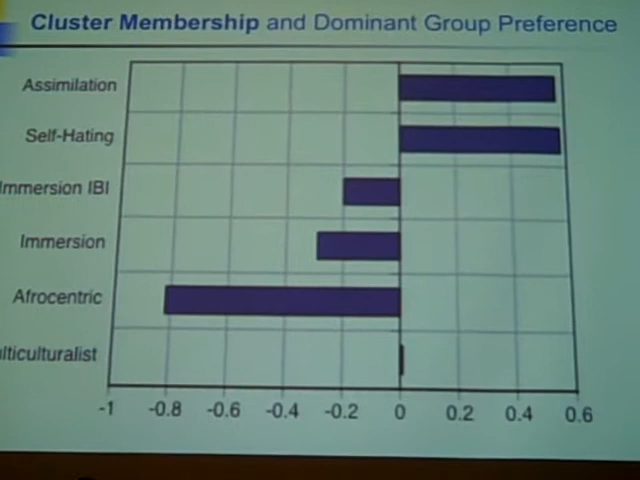 Cluster Membership and Dominant Group Preference
Assimilation
Self-Hating
Immersion IBI
Immersion
Afrocentric
lticulturalist
-1 -0.8 -0.6 -0.4 -0.2 0 0.2 0.4 0.6